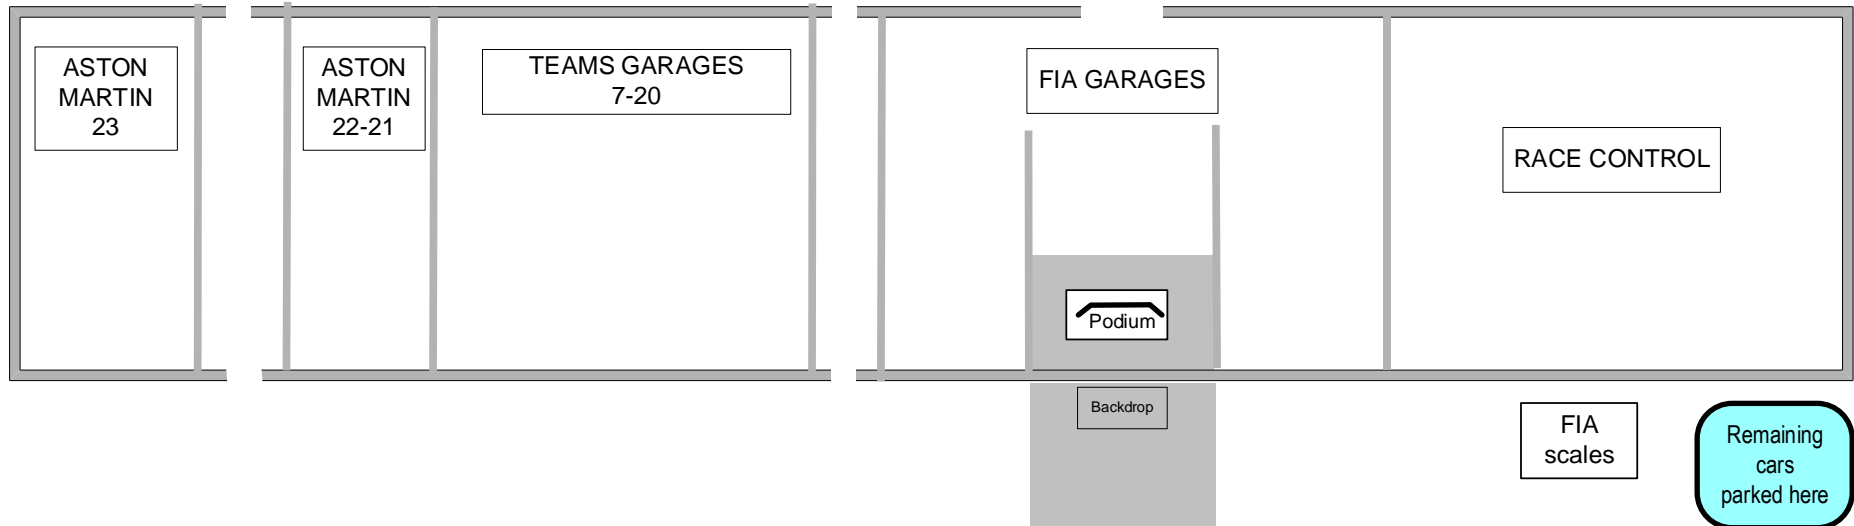 ASTON
MARTIN
23
ASTON
MARTIN
22-21
TEAMS GARAGES
7-20
FIA GARAGES
RACE CONTROL
Podium
Backdrop
FIA
scales
Remaining
cars
parked here